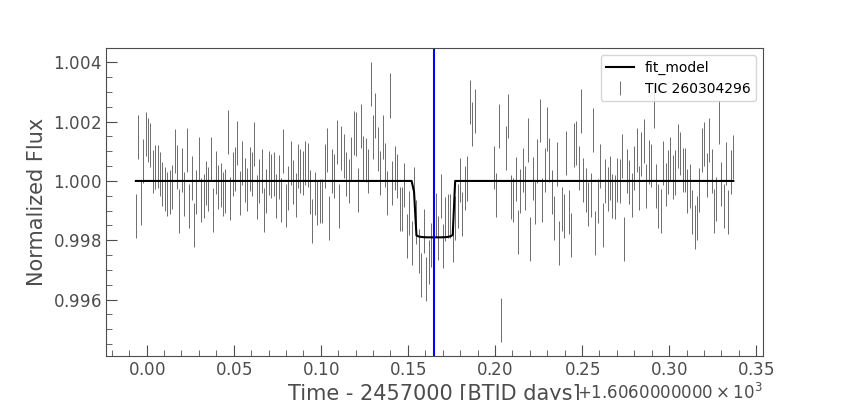 1.004
1.002
1.000
0.998
0.996
Normalized Flux
fit_model
TIC 260304296
0.00 0.05 0.10 0.15 0.20 0.25 0.30 0.35
Time - 2457000 [BTJD days]
+1.6060000000 × 10³